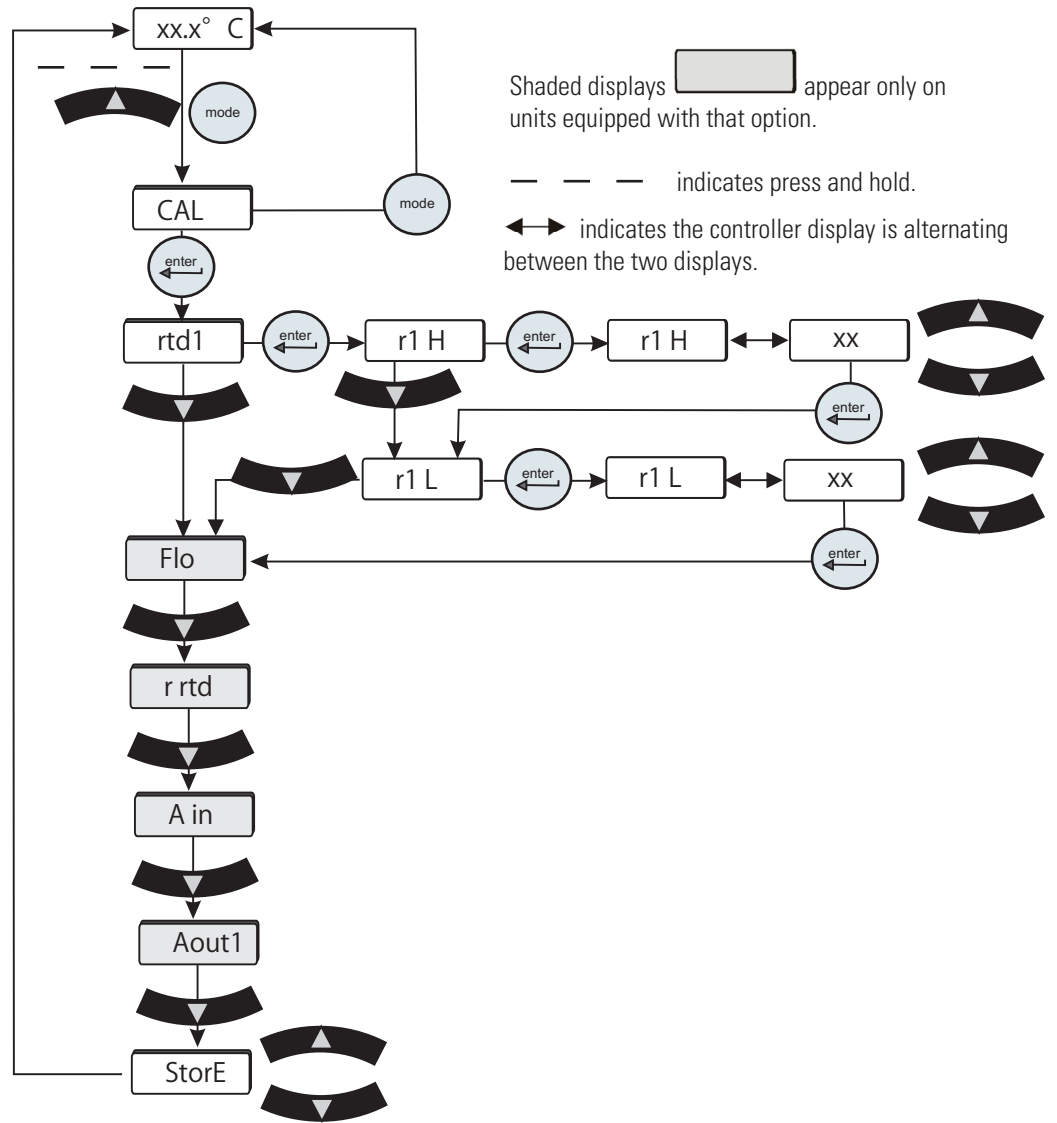 xx.x° C
Shaded displays appear only on
units equipped with that option.
mode
indicates press and hold.
CAL
mode
indicates the controller display is alternating
between the two displays.
enter
rtd1
enter
r1 H
enter
r1 H
xx
enter
r1 L
enter
r1 L
xx
Flo
enter
r rtd
A in
Aout1
StorE